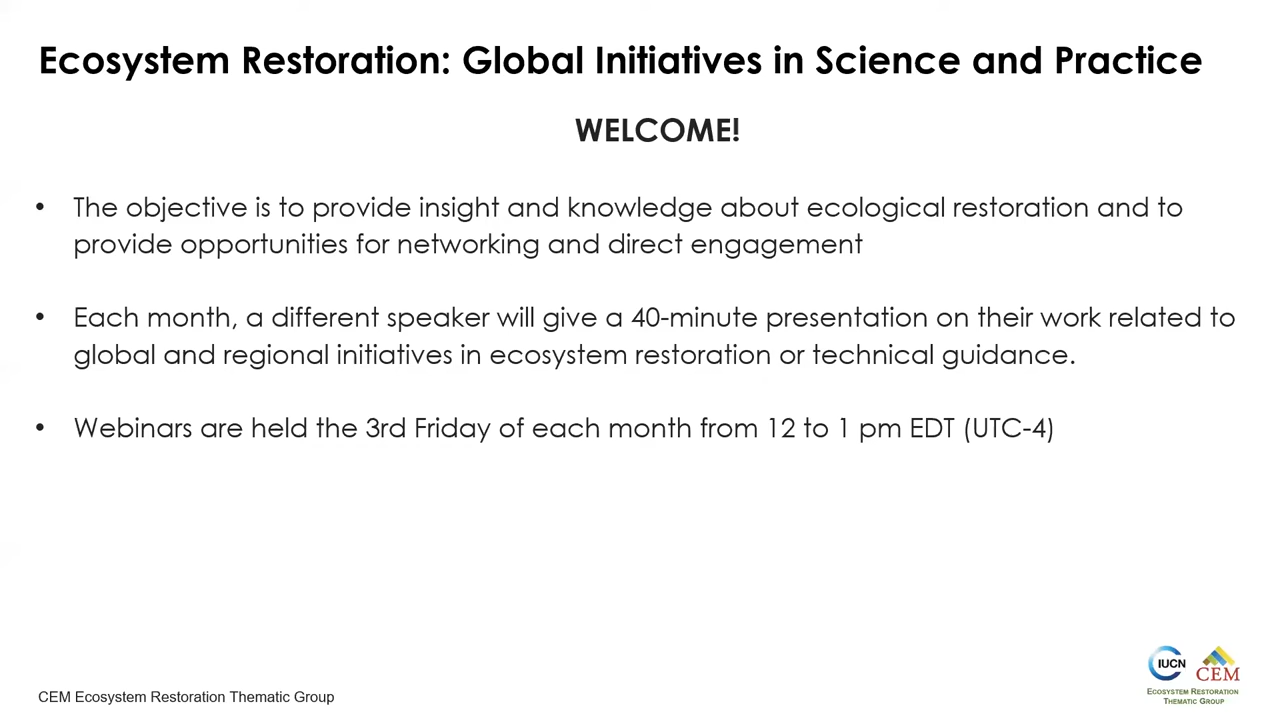 Ecosystem Restoration: Global Initiatives in Science and Practice
WELCOME!
• The objective is to provide insight and knowledge about ecological restoration and to
provide opportunities for networking and direct engagement
• Each month, a different speaker will give a 40-minute presentation on their work related to
global and regional initiatives in ecosystem restoration or technical guidance.
• Webinars are held the 3rd Friday of each month from 12 to 1 pm EDT (UTC-4)
CEM Ecosystem Restoration Thematic Group
IUCN
CEM
ECOSYSTEM RESTORATION
THEMATIC GROUP